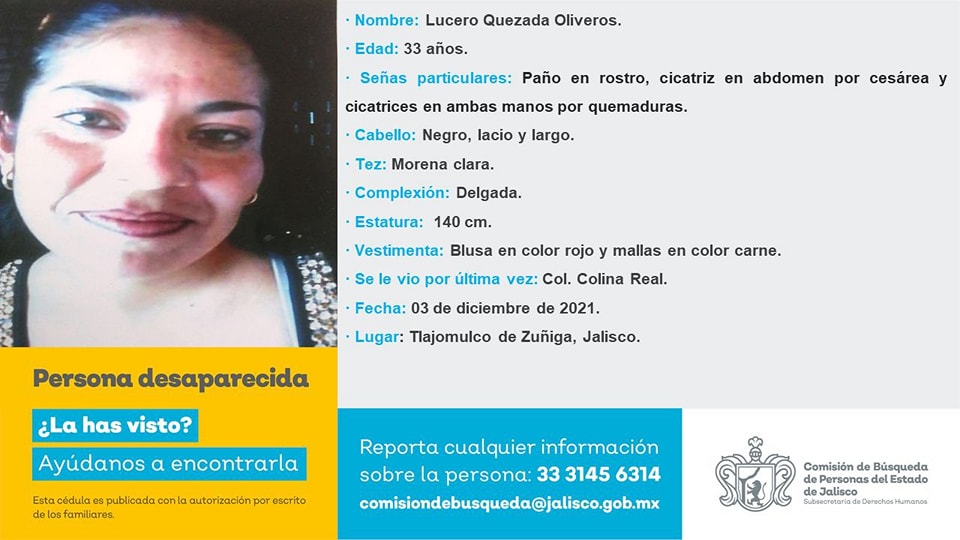 · Nombre: Lucero Quezada Oliveros.
· Edad: 33 años.
· Señas particulares: Paño en rostro, cicatriz en abdomen por cesárea y
cicatrices en ambas manos por quemaduras.
· Cabello: Negro, lacio y largo.
· Tez: Morena clara.
· Complexión: Delgada.
· Estatura: 140 cm.
· Vestimenta: Blusa en color rojo y mallas en color carne.
· Se le vio por última vez: Col. Colina Real.
· Fecha: 03 de diciembre de 2021.
· Lugar: Tlajomulco de Zuñiga, Jalisco.
Persona desaparecida
¿La has visto?
Ayúdanos a encontrarla
Esta cédula es publicada con la autorización por escrito
de los familiares.
Reporta cualquier información
sobre la persona: 33 3145 6314
comisiondebusqueda@jalisco.gob.mx
Comisión de Búsqueda
de Personas del Estado
de Jalisco
Subsecretaría de Derechos Humanos